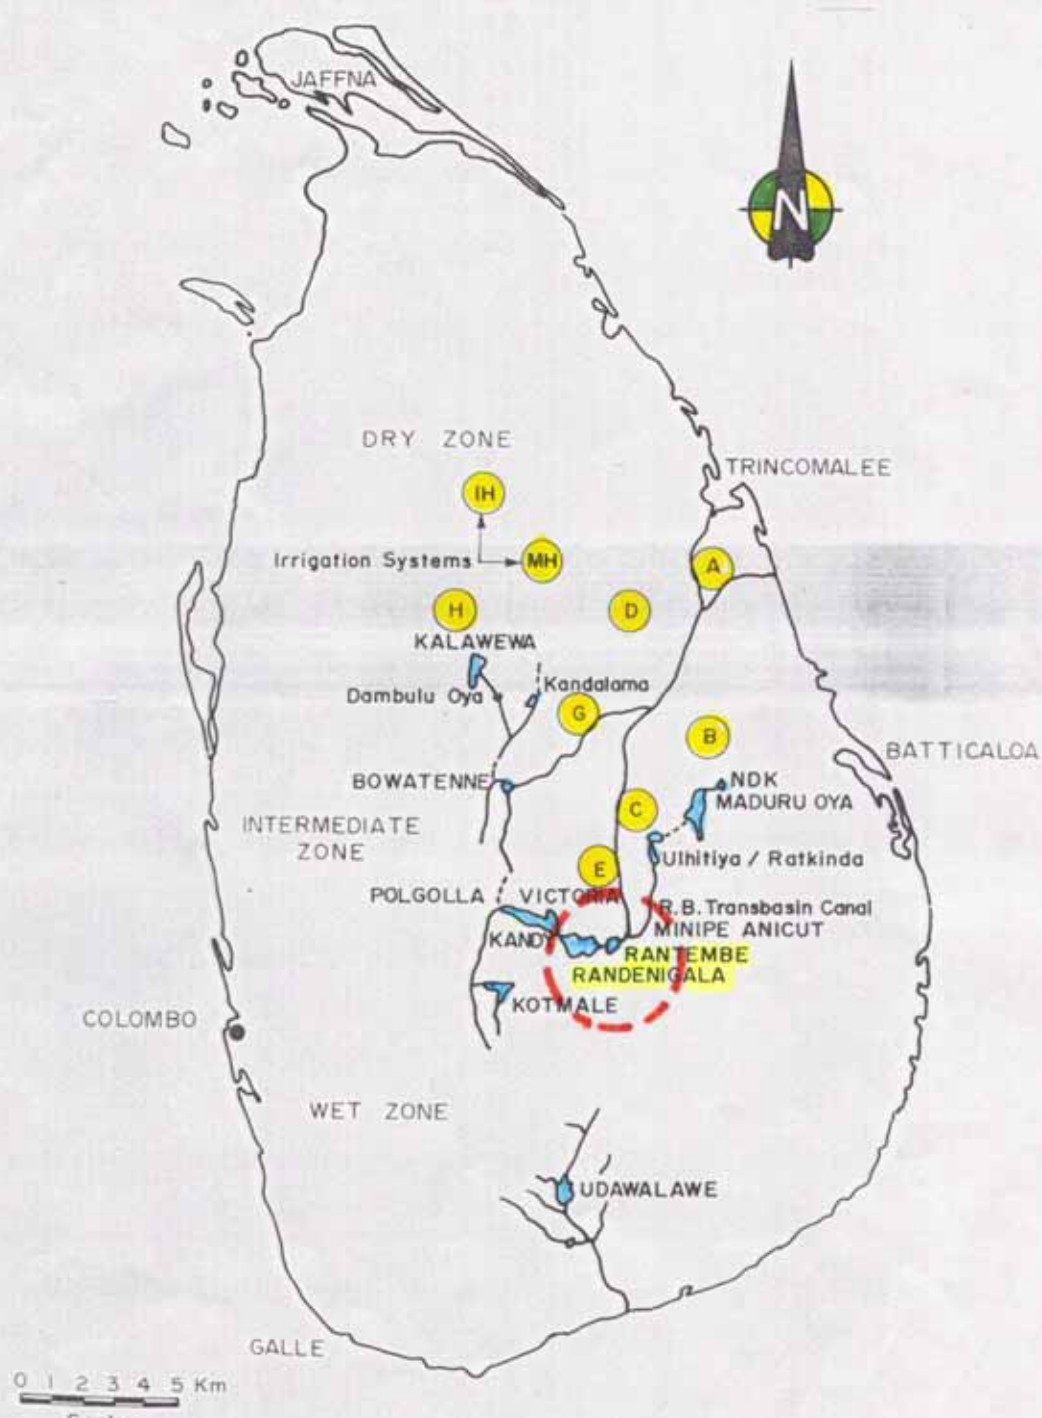 JAFFNA
N
DRY ZONE
TRINCOMALEE
IH
Irrigation Systems
MH
A
H
D
KALAWEWA
Kandalama
Dambulu Oya
G
B
BATTICALOA
BOWATENNE
NDK
MADURU OYA
C
INTERMEDIATE
ZONE
Ulhitiya / Ratkinda
E
POLGOLLA
VICTORIA
R.B. Transbasin Canal
MINIPE ANICUT
KANDY
RANTEMBE
RANDENIGALA
KOTMALE
COLOMBO
WET ZONE
UDAWALAWE
GALLE
0 1 2 3 4 5 Km